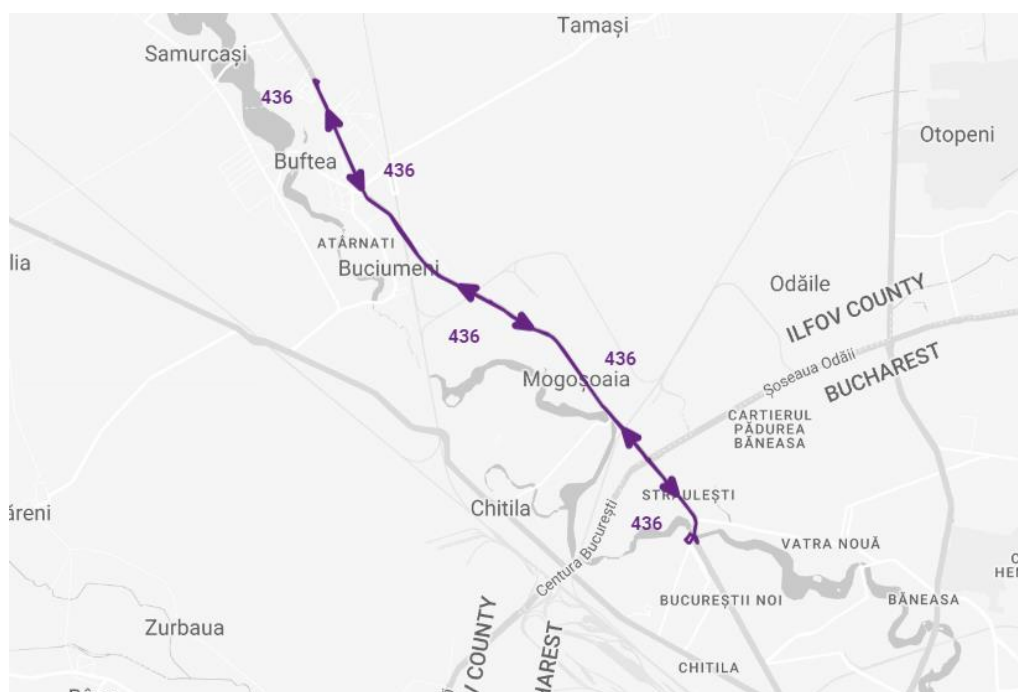 Tamași
Samurcași
436
Otopeni
Buftea
436
ATÂRNATI
Buciumeni
lia
Odăile
ILFOV COUNTY
436
436
Șoseaua Odăii
BUCHAREST
Mogoșoaia
CARTIERUL
PĂDUREA
BĂNEASA
STRĂULEȘTI
Chitila
ăreni
436
VATRA NOUĂ
Centura București
HE
BUCUREȘTII NOI
BĂNEASA
Zurbaua
V COUNTY
HAREST
CHITILA